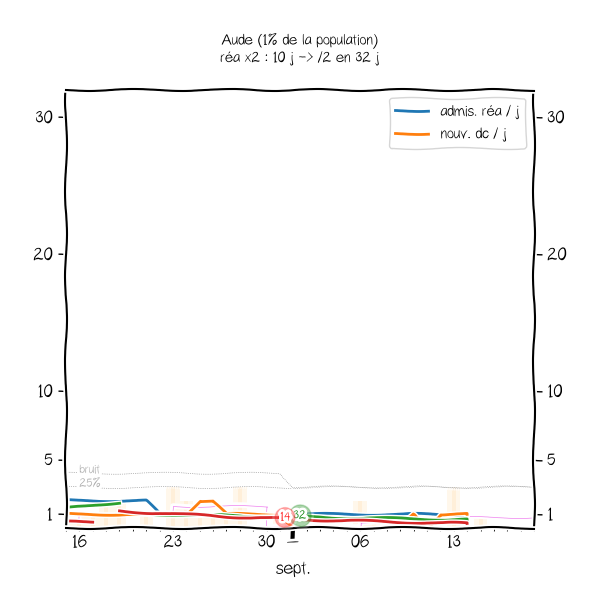 Aude (1% de la population)
réa x2 : 10 j -> /2 en 32 j
admis. réa / j
nouv. dc / j
30 30
20 20
10 10
5 5
bruit
25%
1 14 32 1
16 23 30 06 13
sept.